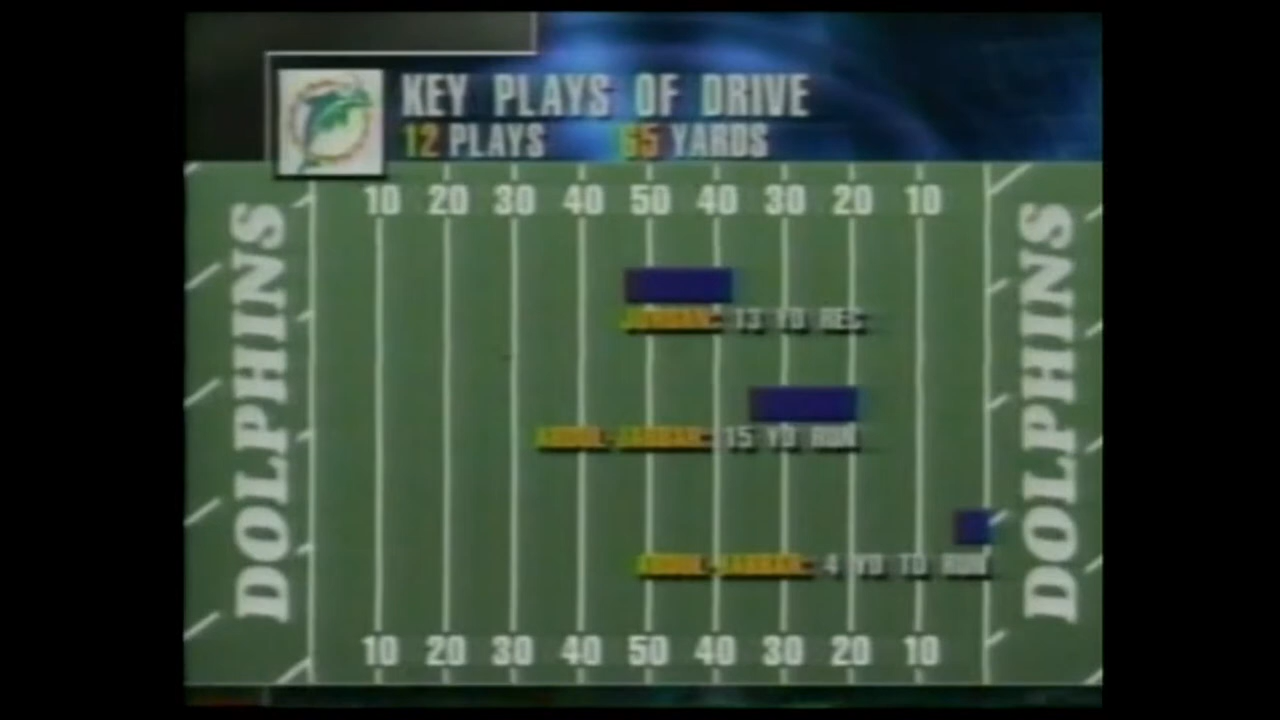 KEY PLAYS OF DRIVE
12 PLAYS 65 YARDS
10 20 30 40 50 40 30 20 10
DOLPHINS
DOLPHINS
13 YD REC
ABDUL-JABBAR: 15 YD RUN
ABDUL-JABBAR: 4 YD TD RUN
10 20 30 40 50 40 30 20 10